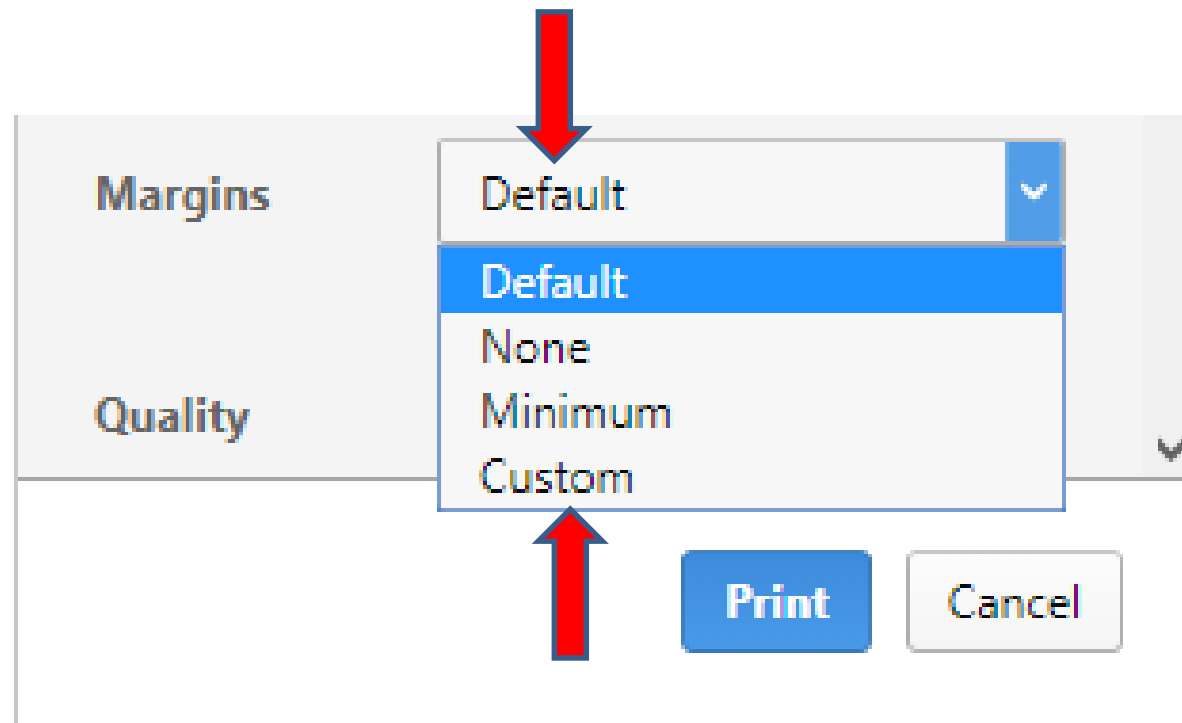 Margins Default
Default
None
Quality Minimum
Custom
Print Cancel